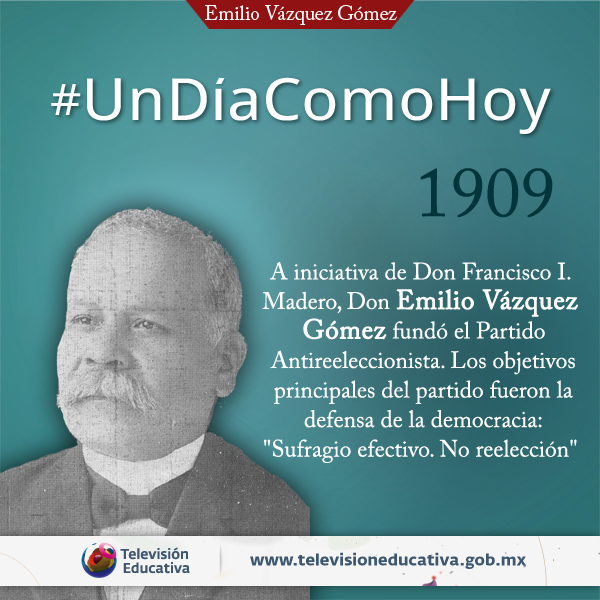 Emilio Vázquez Gómez
#UnDíaComoHoy
1909
A iniciativa de Don Francisco I.
Madero, Don Emilio Vázquez
Gómez fundó el Partido
Antireeleccionista. Los objetivos
principales del partido fueron la
defensa de la democracia:
"Sufragio efectivo. No reelección"
Televisión
Educativa
www.televisioneducativa.gob.mx